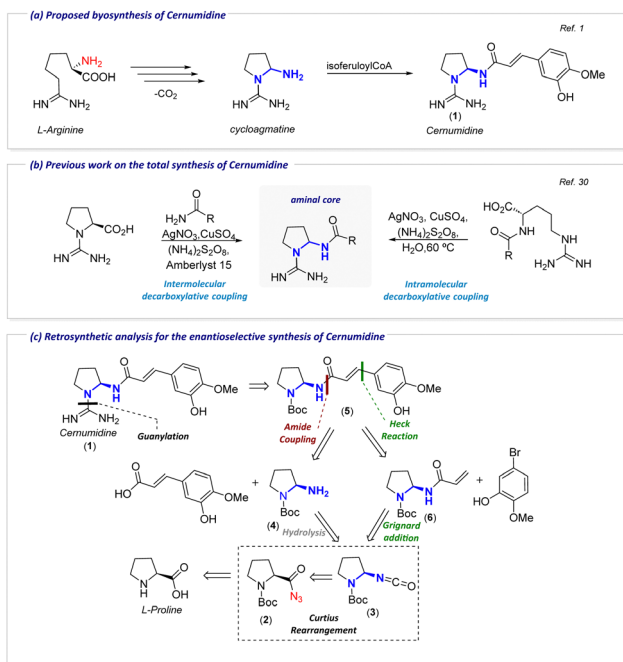 (a) Proposed byosynthesis of Cernumidine
Ref. 1
NH2
COOH
HN NH2
L-Arginine
-CO2
N NH2
HN NH2
cycloagmatine
isoferuloylCoA
O
N N
H
OMe
OH
HN NH2
(1)
Cernumidine
(b) Previous work on the total synthesis of Cernumidine
Ref. 30
N CO2H
HN NH2
O
H2N R
AgNO3, CuSO4,
(NH4)2S2O8,
Amberlyst 15
Intermolecular
decarboxylative coupling
aminal core
O
N N R
H
HN NH2
AgNO3, CuSO4,
(NH4)2S2O8,
H2O,60 ºC
Intramolecular
decarboxylative coupling
HO2C
O NH HN
R
HN NH2
(c) Retrosynthetic analysis for the enantioselective synthesis of Cernumidine
O
N N
H
OMe
OH
HN NH2
Cernumidine
(1)
Guanylation
O
N N
H
Boc
OMe
OH
(5)
Amide
Coupling
Heck
Reaction
O
HO
OMe
OH
+
N NH2
Boc
(4)
Hydrolysis
O
N N
H
Boc
(6)
Grignard
addition
+
Br
HO
OMe
N OH
H
O
L-Proline
O
N N3
Boc
(2)
N N=C=O
Boc
(3)
Curtius
Rearrangement